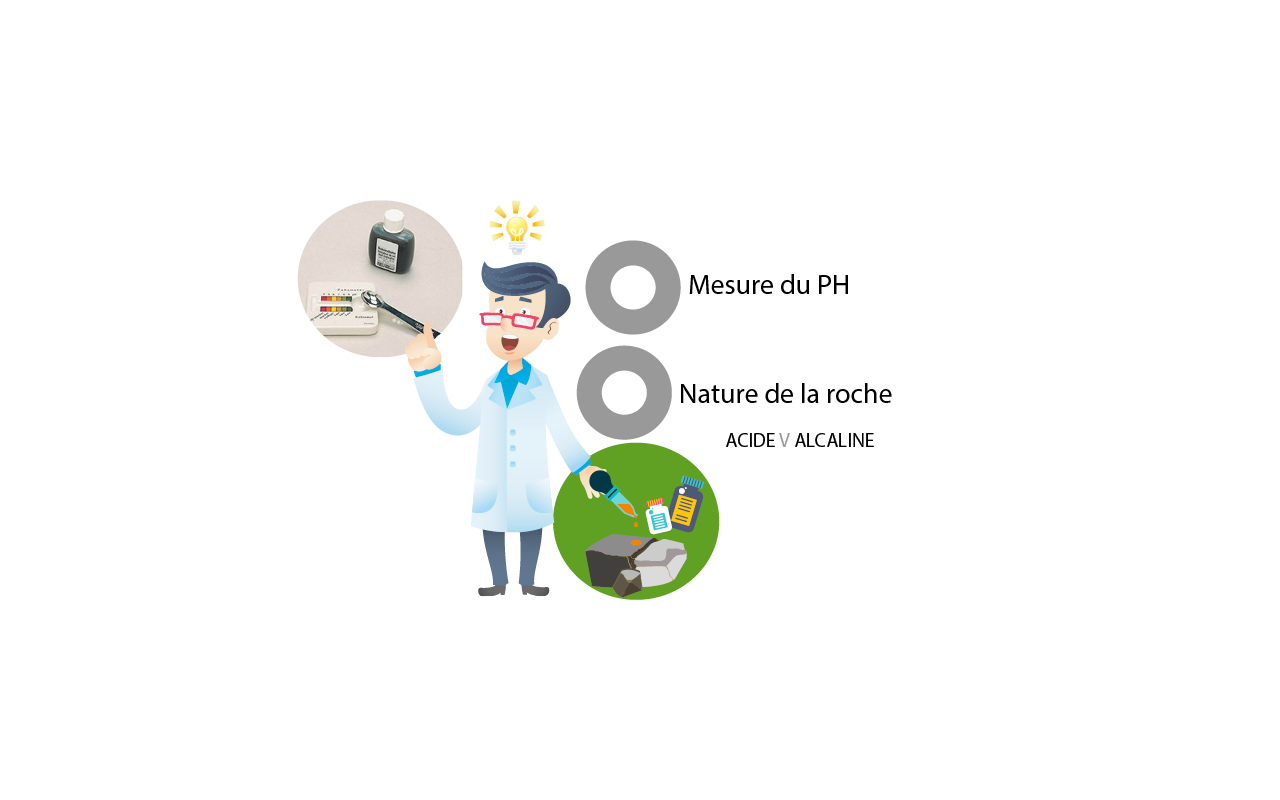 Mesure du PH
Nature de la roche
ACIDE V ALCALINE